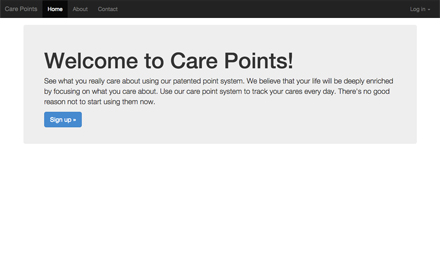 Care Points Home About Contact Log in
Welcome to Care Points!
See what you really care about using our patented point system. We believe that your life will be deeply enriched
by focusing on what you care about. Use our care point system to track your cares every day. There's no good
reason not to start using them now.
Sign up »